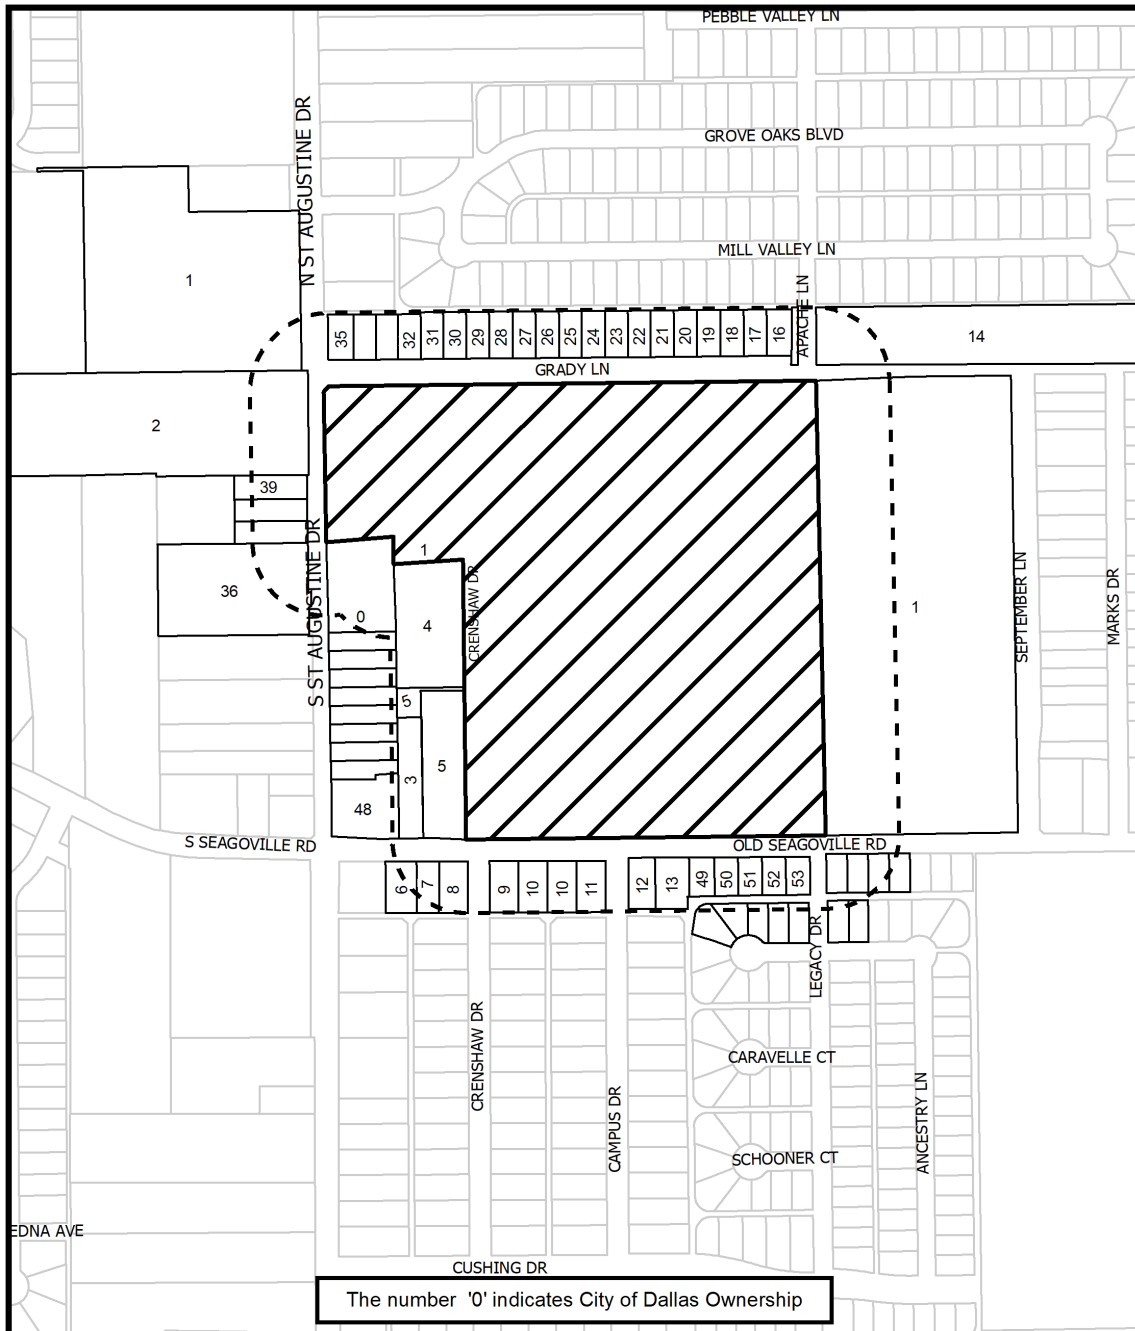 PEBBLE VALLEY LN
GROVE OAKS BLVD
N ST AUGUSTINE DR
MILL VALLEY LN
1
APACHE LN
35
32
31
30
29
28
27
26
25
24
23
22
21
20
19
18
17
16
14
GRADY LN
2
39
1
36
S ST AUGUSTINE DR
0
4
CRENSHAW DR
1
SEPTEMBER LN
MARKS DR
5
5
3
48
S SEAGOVILLE RD
OLD SEAGOVILLE RD
6
7
8
9
10
10
11
12
13
49
50
51
52
53
LEGACY DR
CRENSHAW DR
CARAVELLE CT
CAMPUS DR
ANCESTRY LN
SCHOONER CT
EDNA AVE
CUSHING DR
The number '0' indicates City of Dallas Ownership